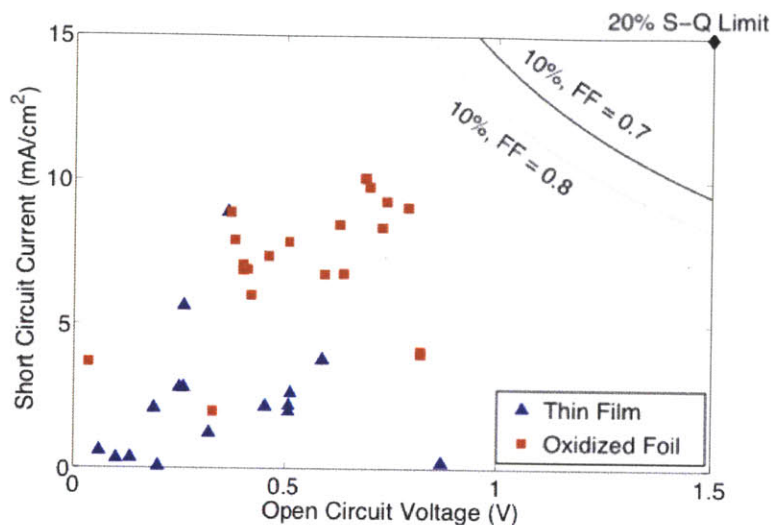 20% S-Q Limit
15
10%, FF = 0.7
10%, FF = 0.8
10
5
0
Short Circuit Current (mA/cm²)
Thin Film
Oxidized Foil
0
0.5
1
1.5
Open Circuit Voltage (V)